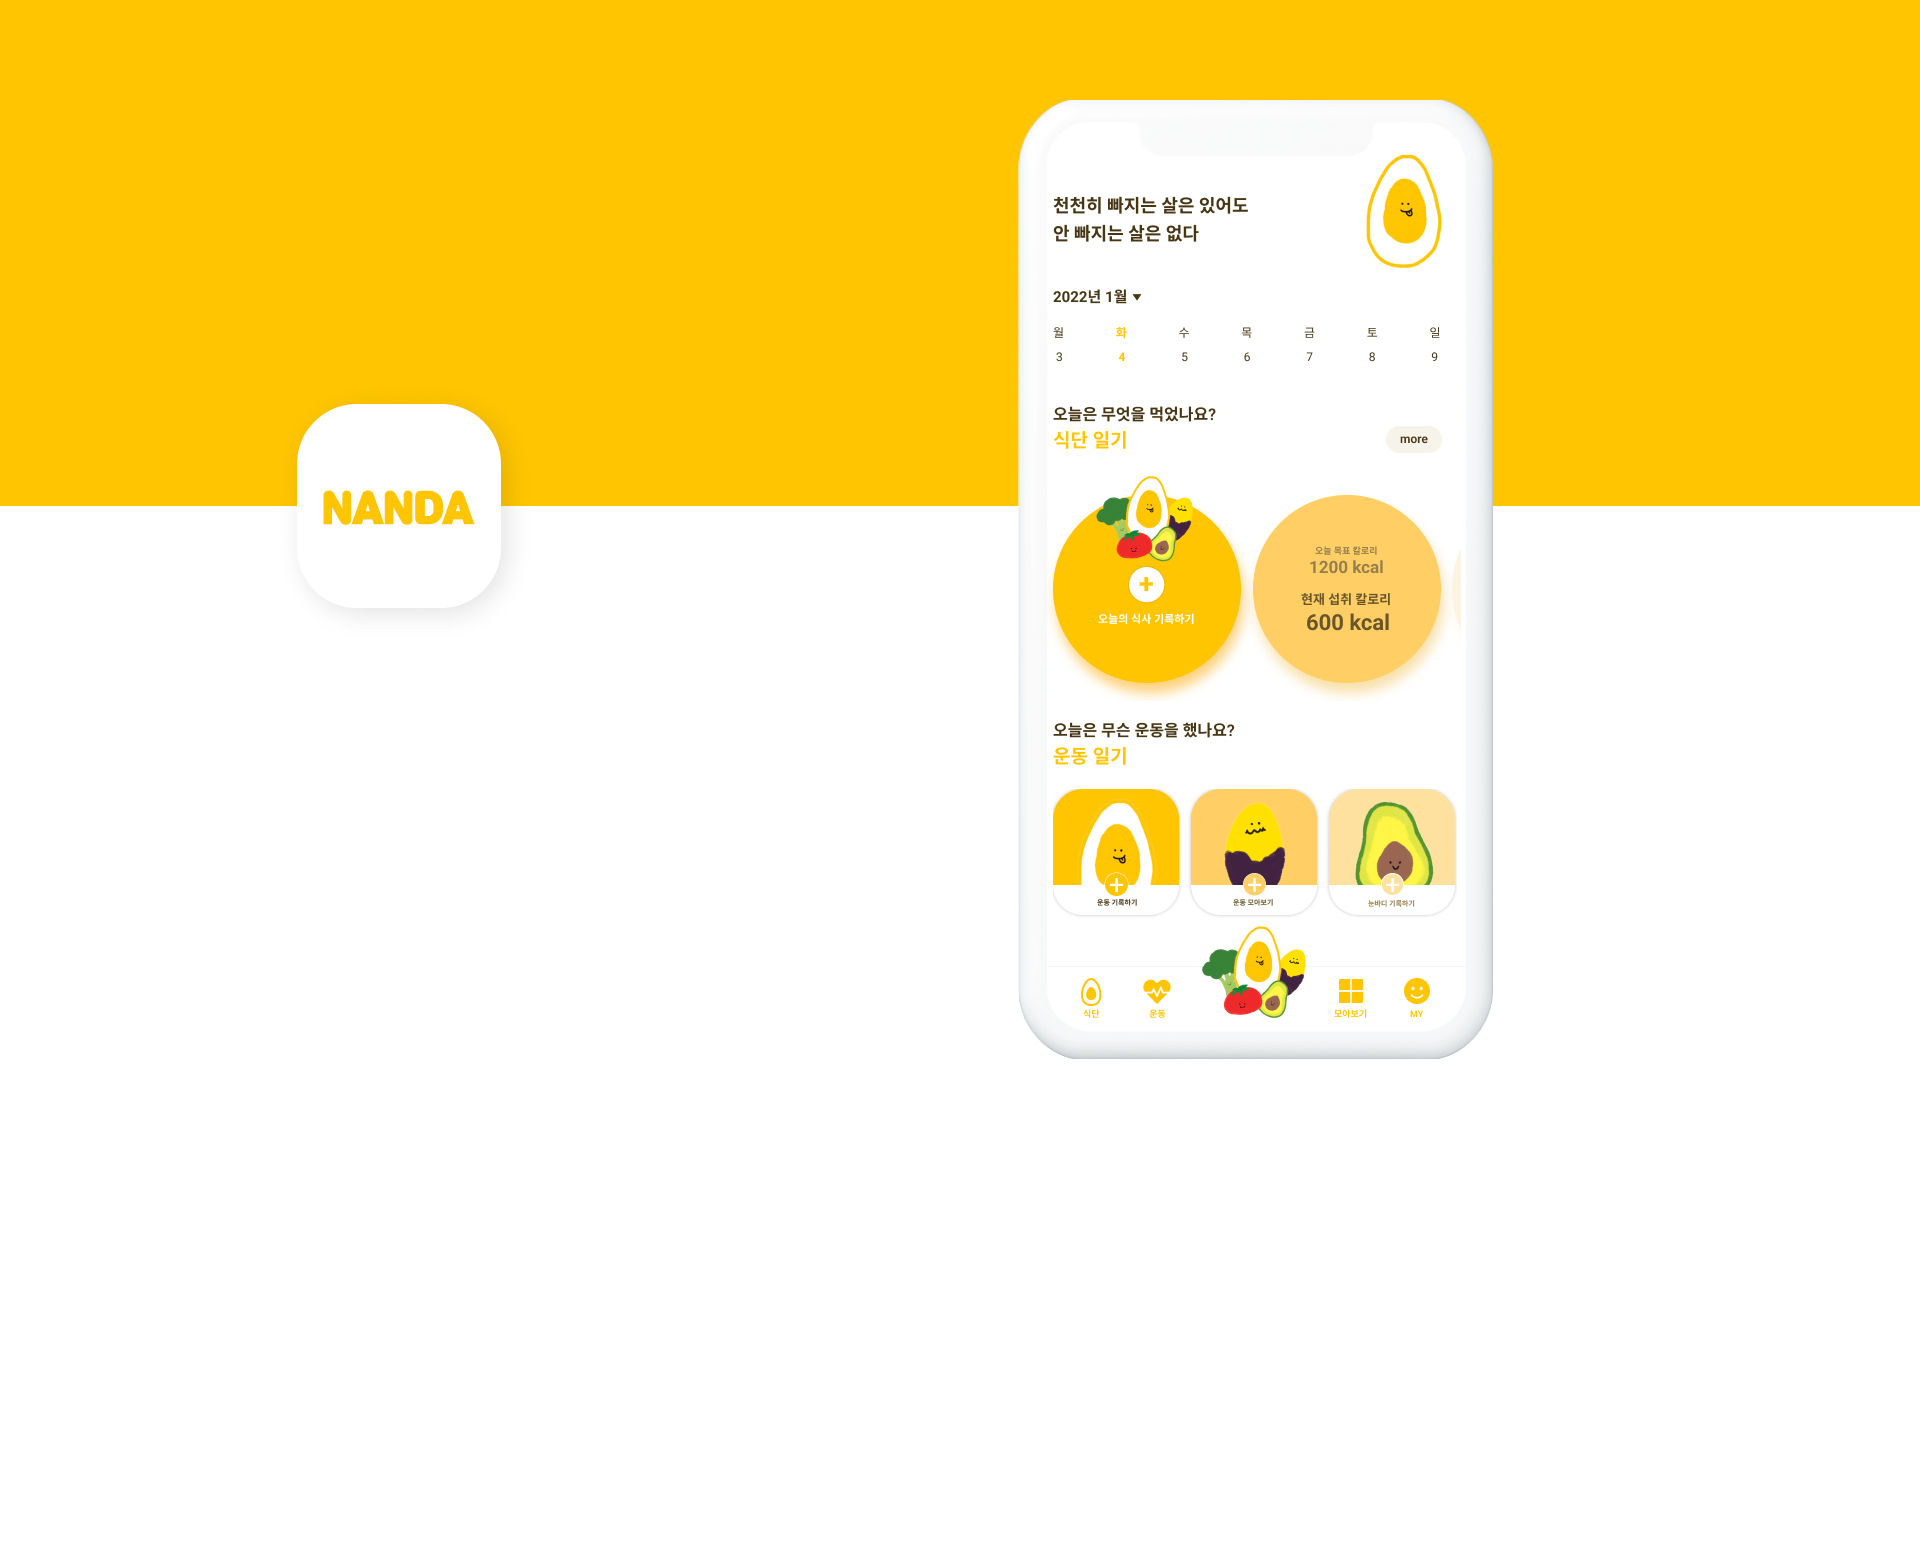 NANDA
천천히 빠지는 살은 있어도
안 빠지는 살은 없다
2022년 1월
월 화 수 목 금 토 일
3 4 5 6 7 8 9
오늘은 무엇을 먹었나요?
식단 일기
more
오늘의 식사 기록하기
오늘 목표 칼로리
1200 kcal
현재 섭취 칼로리
600 kcal
오늘은 무슨 운동을 했나요?
운동 일기
운동 기록하기
운동 모아보기
눈바디 기록하기
식단 운동 모아보기 MY